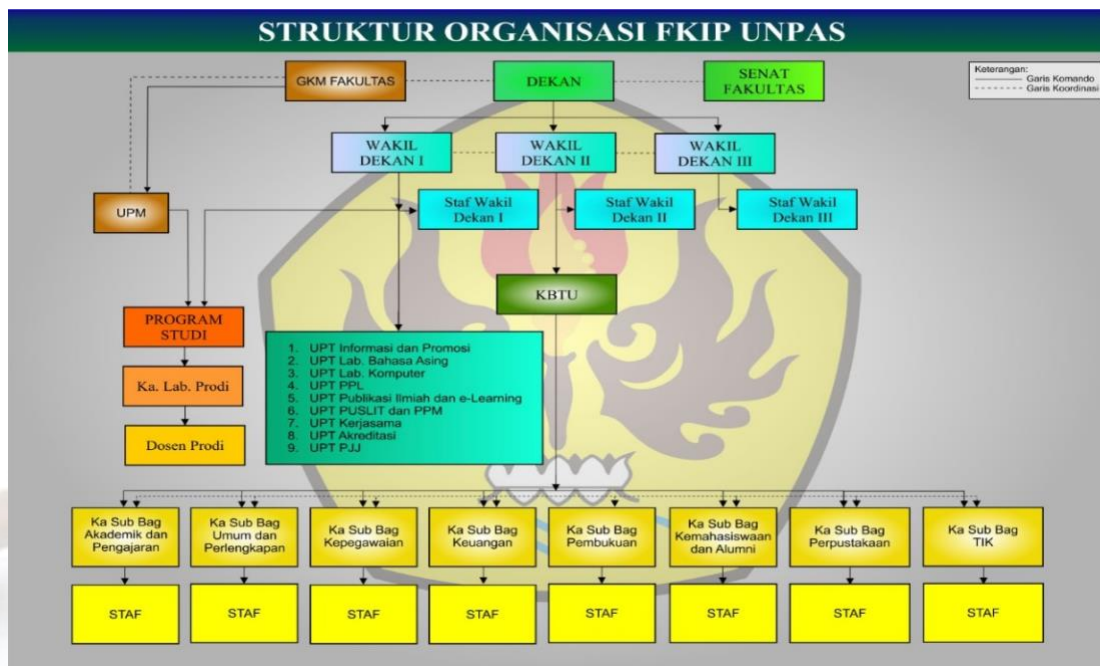 STRUKTUR ORGANISASI FKIP UNPAS
GKM FAKULTAS
DEKAN
SENAT
FAKULTAS
Keterangan:
Garis Komando
Garis Koordinasi
WAKIL
DEKAN I
WAKIL
DEKAN II
WAKIL
DEKAN III
UPM
Staf Wakil
Dekan I
Staf Wakil
Dekan II
Staf Wakil
Dekan III
KBTU
PROGRAM
STUDI
Ka. Lab. Prodi
Dosen Prodi
1. UPT Informasi dan Promosi
2. UPT Lab. Bahasa Asing
3. UPT Lab. Komputer
4. UPT PPL
5. UPT Publikasi Ilmiah dan e-Learning
6. UPT PUSLIT dan PPM
7. UPT Kerjasama
8. UPT Akreditasi
9. UPT PJJ
Ka Sub Bag
Akademik dan
Pengajaran
Ka Sub Bag
Umum dan
Perlengkapan
Ka Sub Bag
Kepegawaian
Ka Sub Bag
Keuangan
Ka Sub Bag
Pembukuan
Ka Sub Bag
Kemahasiswaan
dan Alumni
Ka Sub Bag
Perpustakaan
Ka Sub Bag
TIK
STAF
STAF
STAF
STAF
STAF
STAF
STAF
STAF